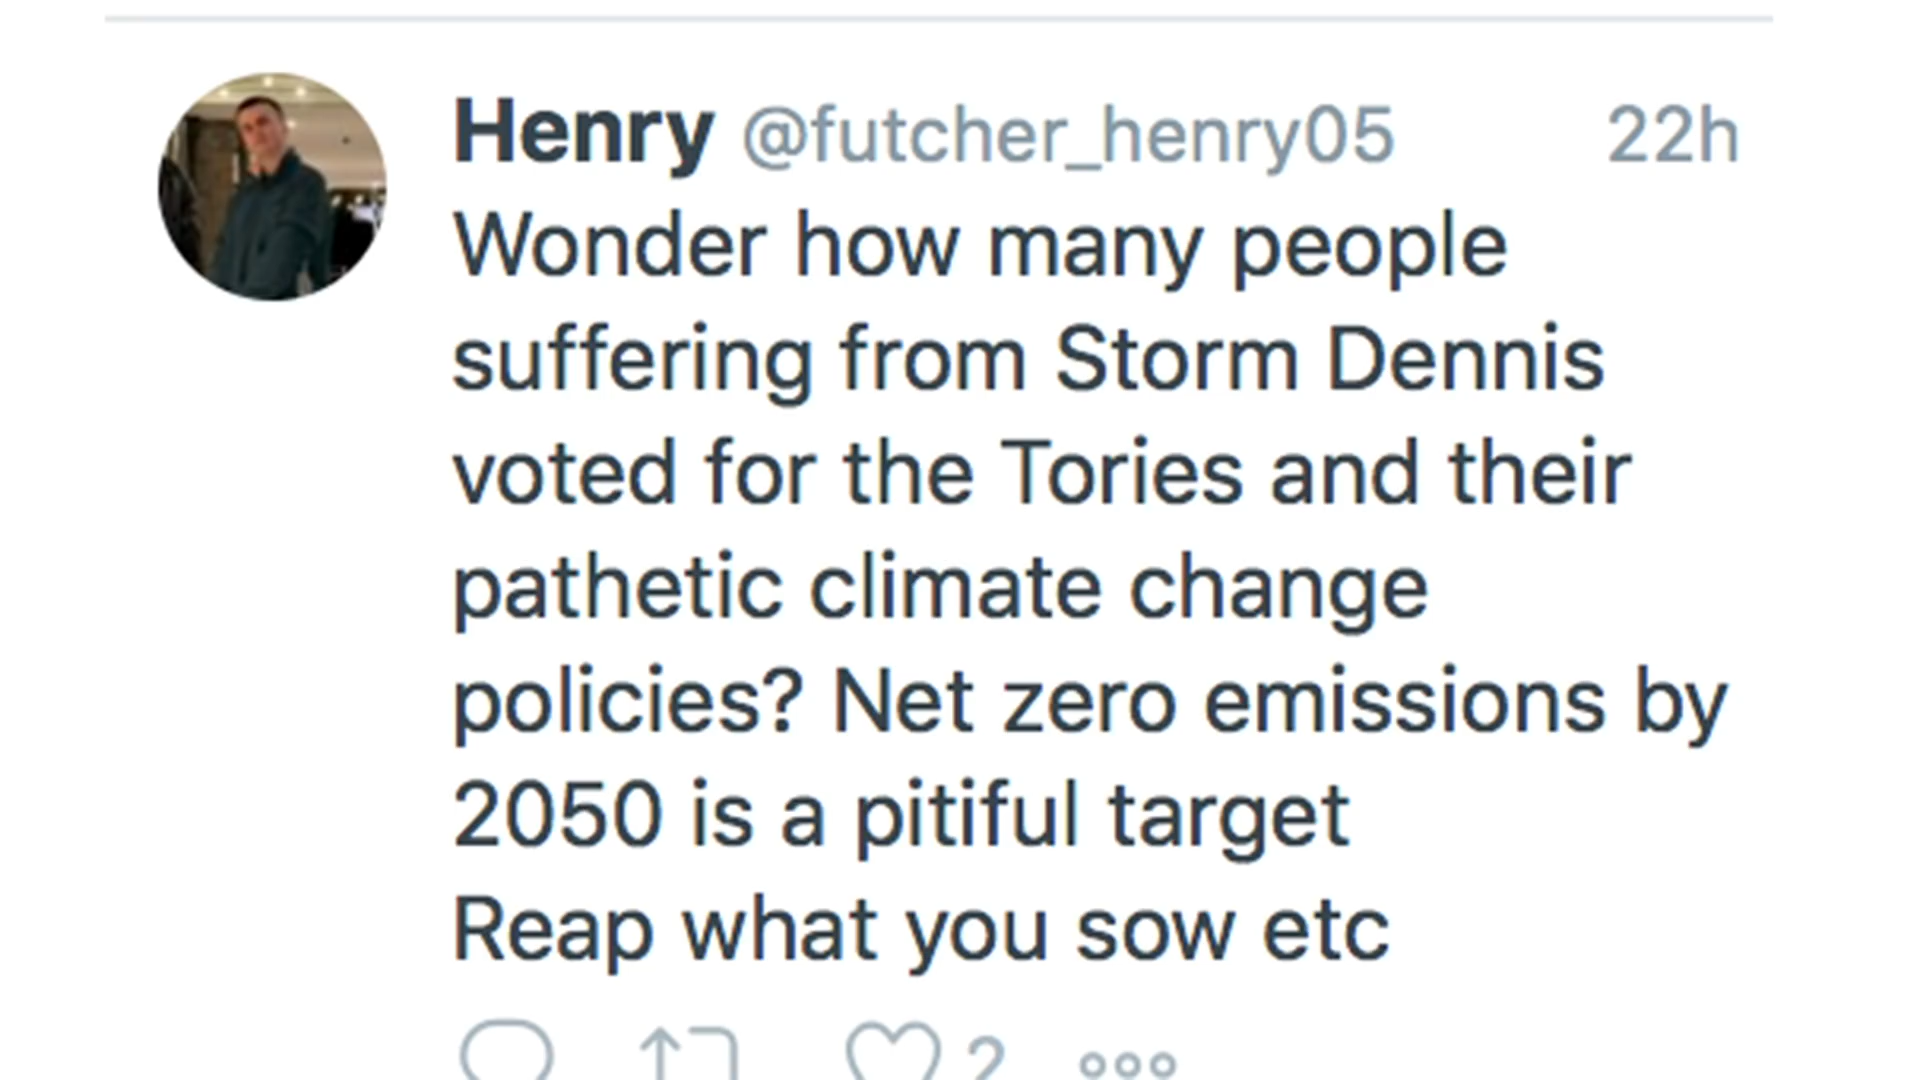 Henry @futcher_henry05 22h
Wonder how many people
suffering from Storm Dennis
voted for the Tories and their
pathetic climate change
policies? Net zero emissions by
2050 is a pitiful target
Reap what you sow etc
2